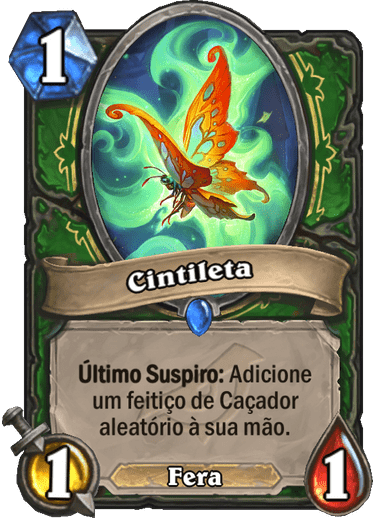 1
Cintileta
Último Suspiro: Adicione
um feitiço de Caçador
aleatório à sua mão.
1
Fera
1